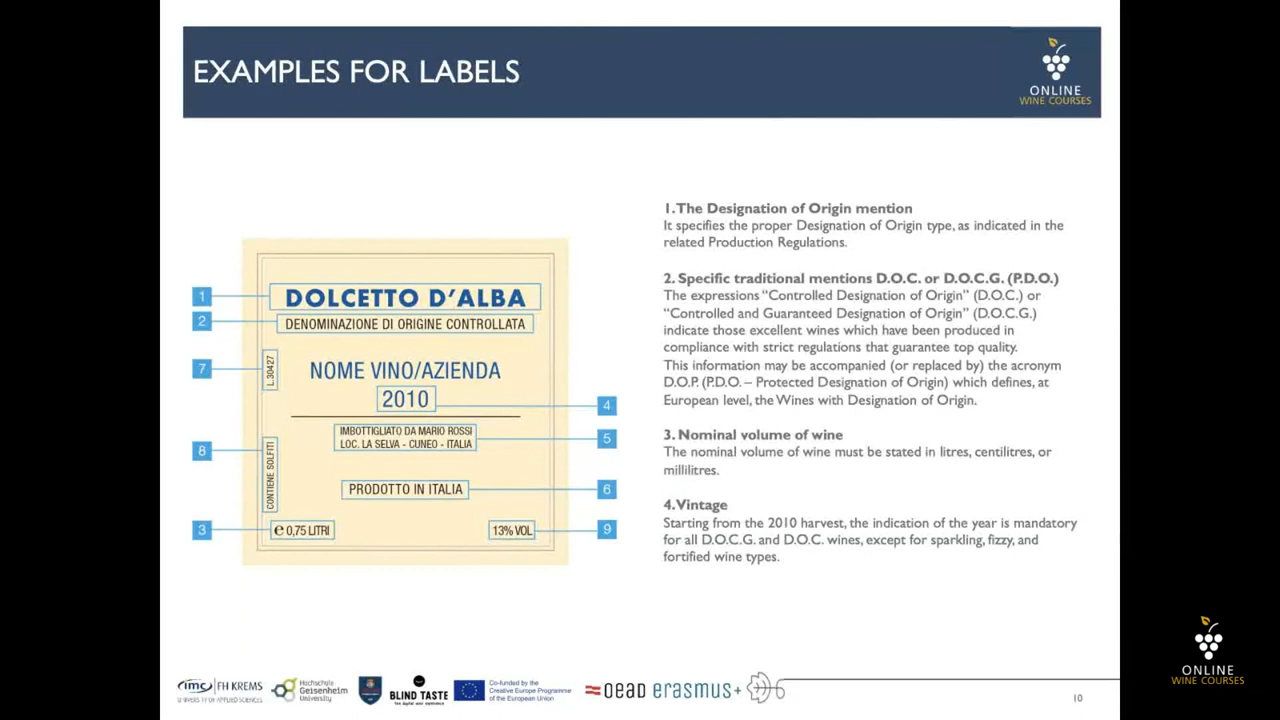 EXAMPLES FOR LABELS
ONLINE
WINE COURSES
1
DOLCETTO D'ALBA
2
DENOMINAZIONE DI ORIGINE CONTROLLATA
7
L.30427
NOME VINO/AZIENDA
2010
4
IMBOTTIGLIATO DA MARIO ROSSI
LOC. LA SELVA - CUNEO - ITALIA
5
8
CONTIENE SOLFITI
PRODOTTO IN ITALIA
6
3
e 0,75 LITRI
13% VOL
9
1. The Designation of Origin mention
It specifies the proper Designation of Origin type, as indicated in the
related Production Regulations.
2. Specific traditional mentions D.O.C. or D.O.C.G. (P.D.O.)
The expressions “Controlled Designation of Origin” (D.O.C.) or
“Controlled and Guaranteed Designation of Origin” (D.O.C.G.)
indicate those excellent wines which have been produced in
compliance with strict regulations that guarantee top quality.
This information may be accompanied (or replaced by) the acronym
D.O.P. (P.D.O. – Protected Designation of Origin) which defines, at
European level, the Wines with Designation of Origin.
3. Nominal volume of wine
The nominal volume of wine must be stated in litres, centilitres, or
millilitres.
4. Vintage
Starting from the 2010 harvest, the indication of the year is mandatory
for all D.O.C.G. and D.O.C. wines, except for sparkling, fizzy, and
fortified wine types.
imc FH KREMS
UNIVERSITY OF APPLIED SCIENCES
Hochschule
Geisenheim
University
BLIND TASTE
Co-funded by the
Creative Europe Programme
of the European Union
oead erasmus+
10
ONLINE
WINE COURSES